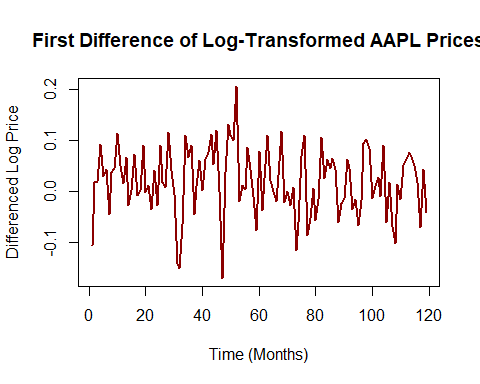 First Difference of Log-Transformed AAPL Prices
Differenced Log Price
0.2
0.1
0.0
-0.1
0 20 40 60 80 100 120
Time (Months)